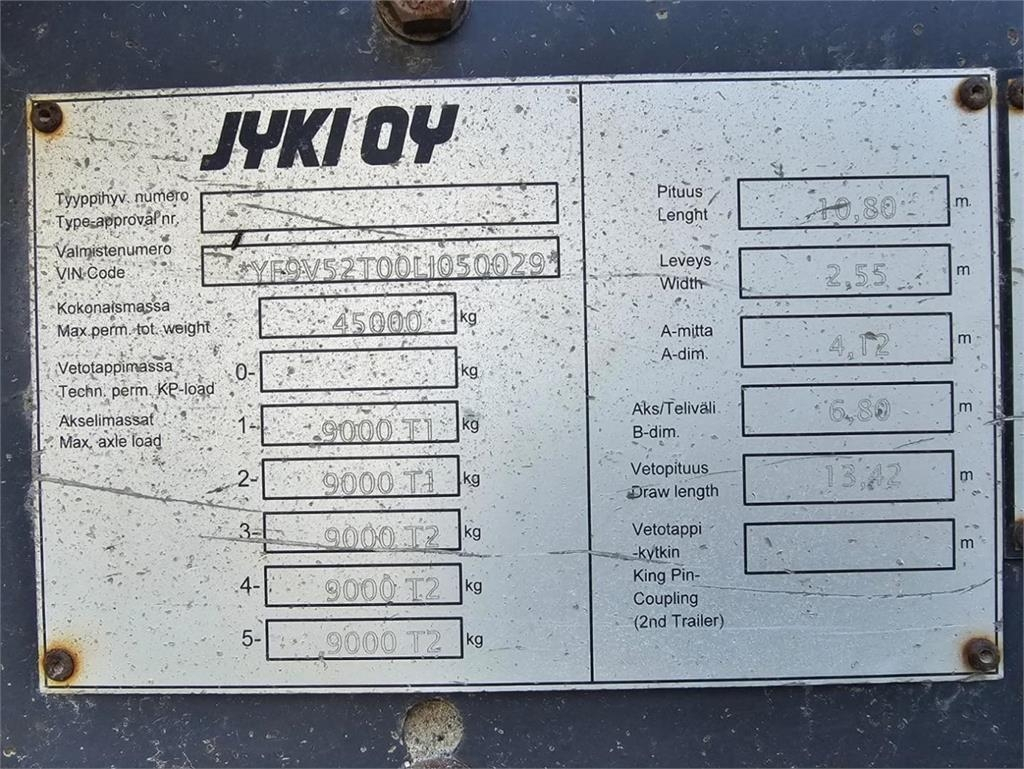 JYKI OY
Tyyppihyv. numero
Type-approval nr.
Valmistenumero
VIN Code *YF9V52T00L1050029*
Kokonaismassa
Max.perm. tot. weight 45000 kg
Vetotappimassa
Techn. perm. KP-load 0- kg
Akselimassat
Max. axle load 1- 9000 T1 kg
2- 9000 T1 kg
3- 9000 T2 kg
4- 9000 T2 kg
5- 9000 T2 kg
Pituus
Lenght 10,80 m
Leveys
Width 2,55 m
A-mitta
A-dim. 4,12 m
Aks/Teliväli
B-dim. 6,80 m
Vetopituus
Draw length 13,42 m
Vetotappi
-kytkin m
King Pin-
Coupling
(2nd Trailer)